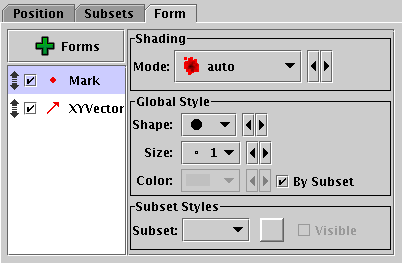 Position Subsets Form
Forms
Mark
XYVector
Shading
Mode: auto
Global Style
Shape:
Size: 1
Color: By Subset
Subset Styles
Subset: Visible